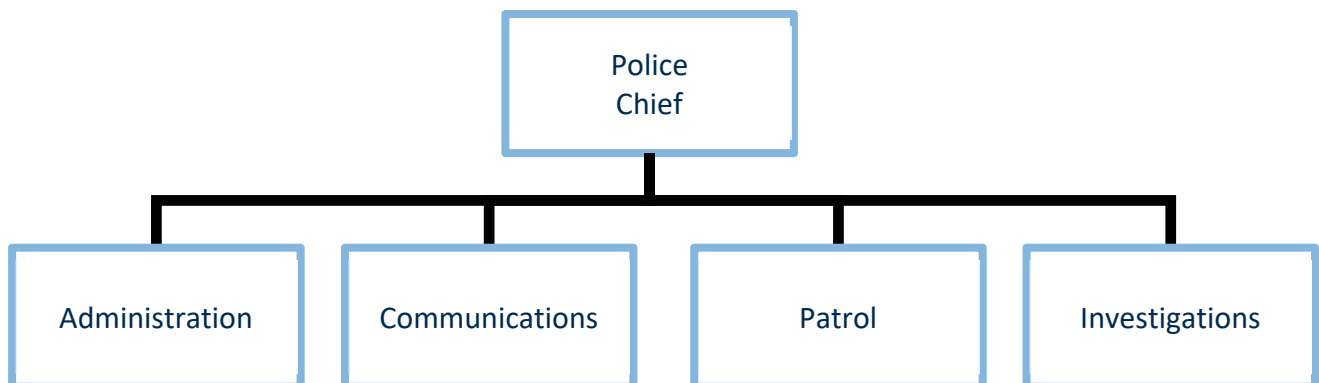 Police
Chief
Administration
Communications
Patrol
Investigations